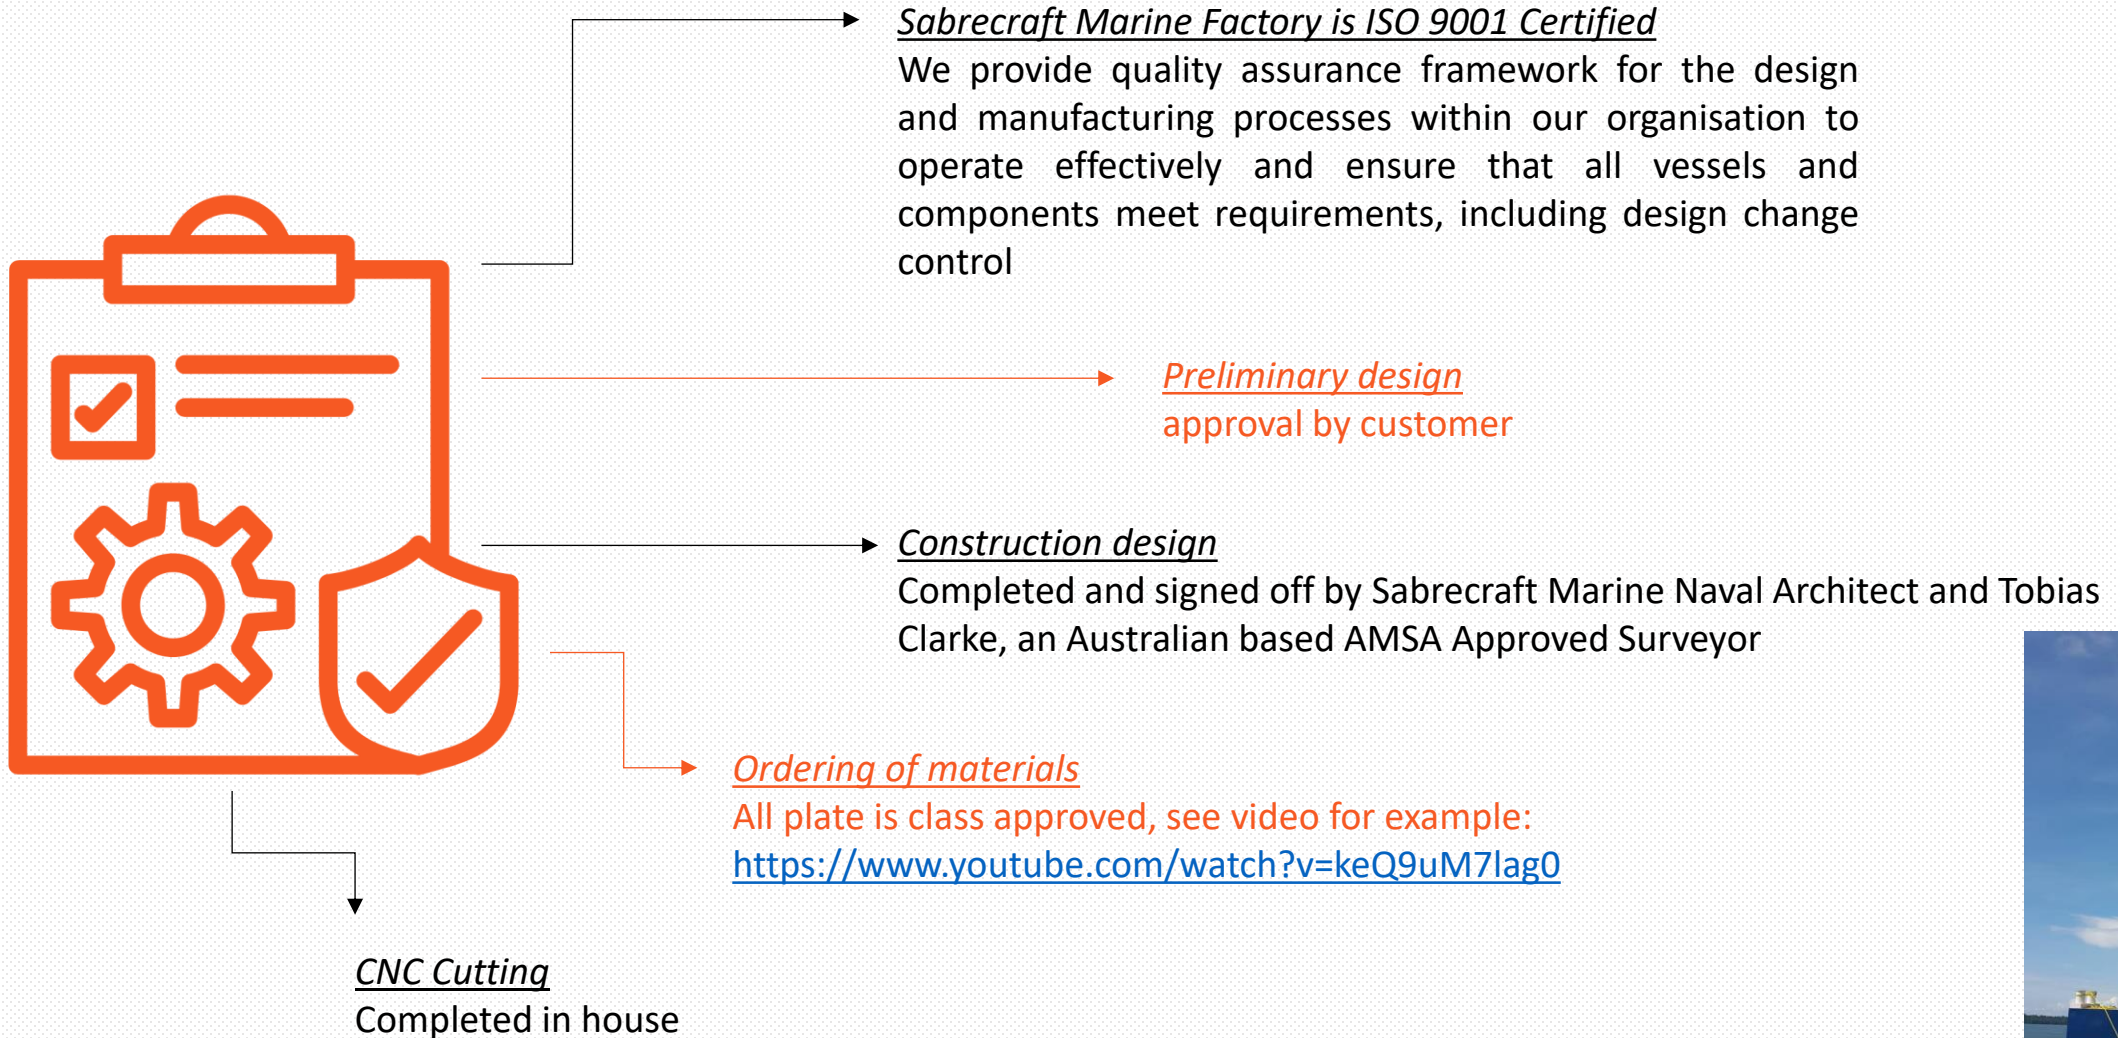 Sabrecraft Marine Factory is ISO 9001 Certified
We provide quality assurance framework for the design
and manufacturing processes within our organisation to
operate effectively and ensure that all vessels and
components meet requirements, including design change
control
Preliminary design
approval by customer
Construction design
Completed and signed off by Sabrecraft Marine Naval Architect and Tobias
Clarke, an Australian based AMSA Approved Surveyor
Ordering of materials
All plate is class approved, see video for example:
https://www.youtube.com/watch?v=keQ9uM7lag0
CNC Cutting
Completed in house